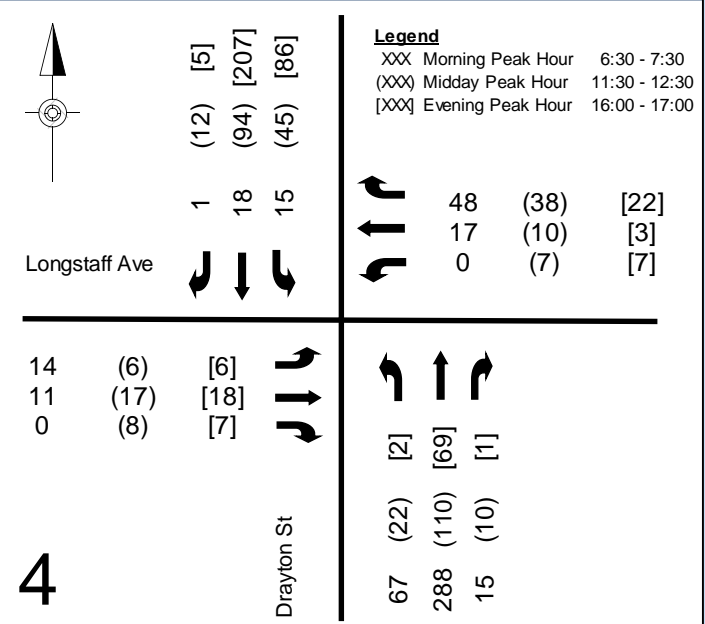 Legend
XXX Morning Peak Hour 6:30 - 7:30
(XXX) Midday Peak Hour 11:30 - 12:30
[XXX] Evening Peak Hour 16:00 - 17:00
1 (12) [5]
18 (94) [207]
15 (45) [86]
48 (38) [22]
17 (10) [3]
0 (7) [7]
Longstaff Ave
14 (6) [6]
11 (17) [18]
0 (8) [7]
67 (22) [2]
288 (110) [69]
15 (10) [1]
Drayton St
4